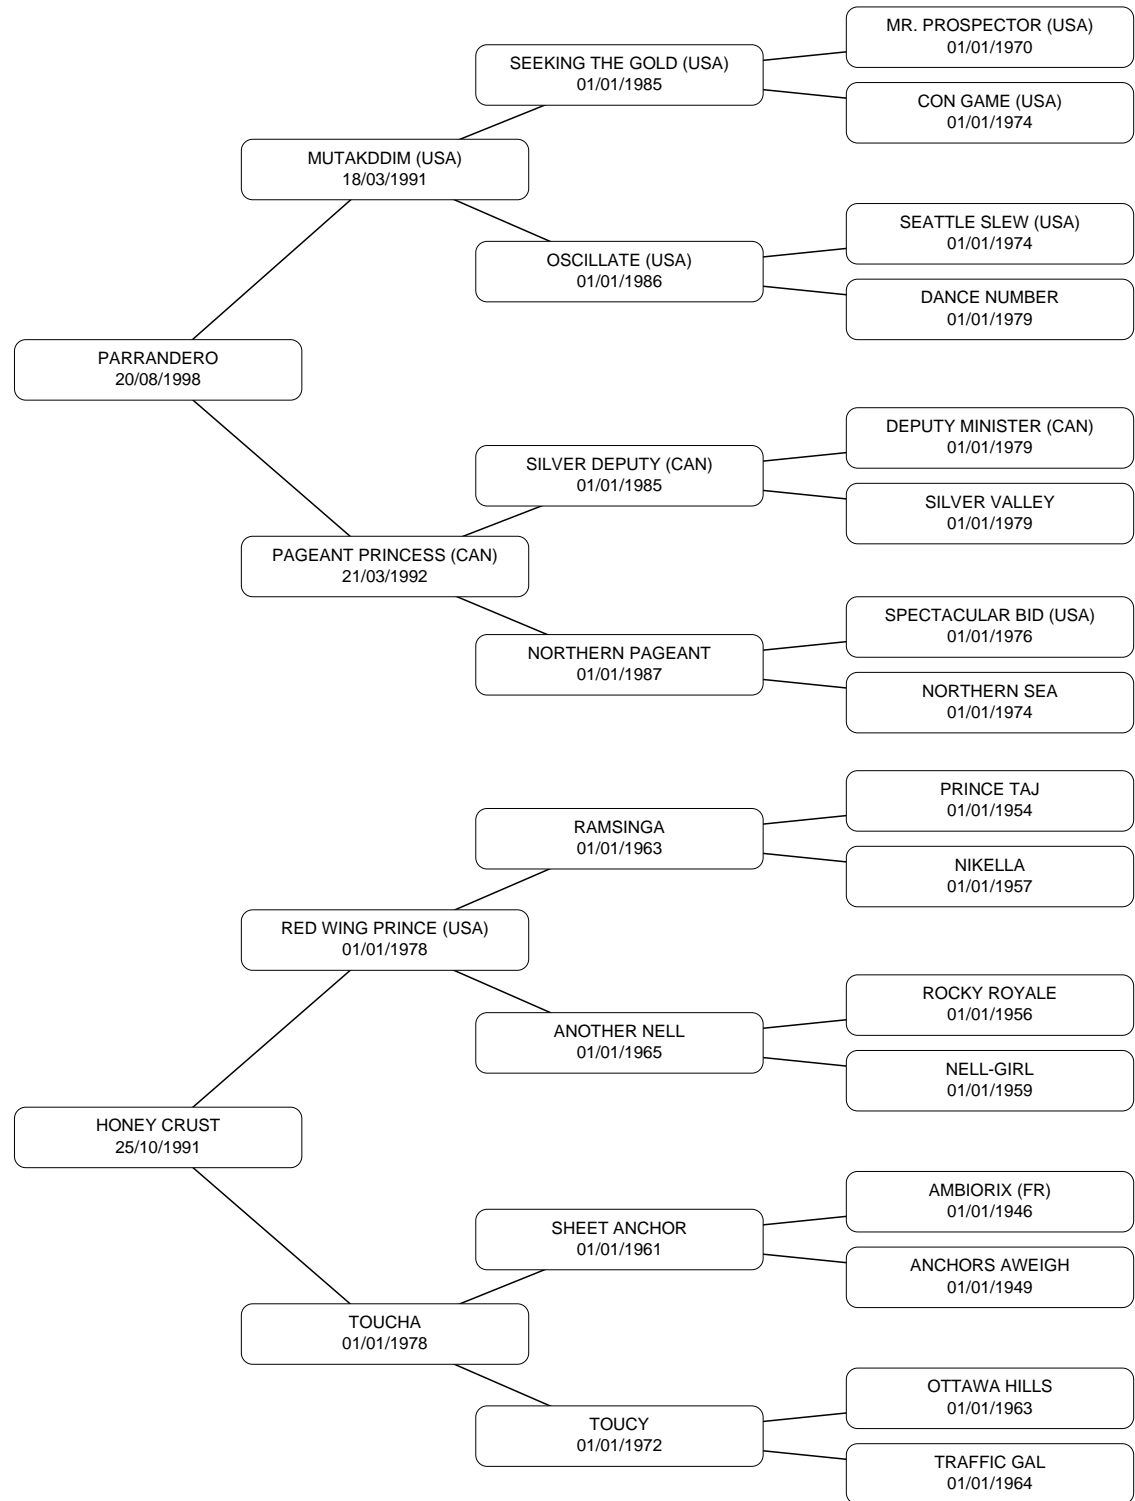 MR. PROSPECTOR (USA)
01/01/1970
SEEKING THE GOLD (USA)
01/01/1985
CON GAME (USA)
01/01/1974
MUTAKDDIM (USA)
18/03/1991
SEATTLE SLEW (USA)
01/01/1974
OSCILLATE (USA)
01/01/1986
DANCE NUMBER
01/01/1979
PARRANDERO
20/08/1998
DEPUTY MINISTER (CAN)
01/01/1979
SILVER DEPUTY (CAN)
01/01/1985
SILVER VALLEY
01/01/1979
PAGEANT PRINCESS (CAN)
21/03/1992
SPECTACULAR BID (USA)
01/01/1976
NORTHERN PAGEANT
01/01/1987
NORTHERN SEA
01/01/1974
PRINCE TAJ
01/01/1954
RAMSINGA
01/01/1963
NIKELLA
01/01/1957
RED WING PRINCE (USA)
01/01/1978
ROCKY ROYALE
01/01/1956
ANOTHER NELL
01/01/1965
NELL-GIRL
01/01/1959
HONEY CRUST
25/10/1991
AMBIORIX (FR)
01/01/1946
SHEET ANCHOR
01/01/1961
ANCHORS AWEIGH
01/01/1949
TOUCHA
01/01/1978
OTTAWA HILLS
01/01/1963
TOUCY
01/01/1972
TRAFFIC GAL
01/01/1964